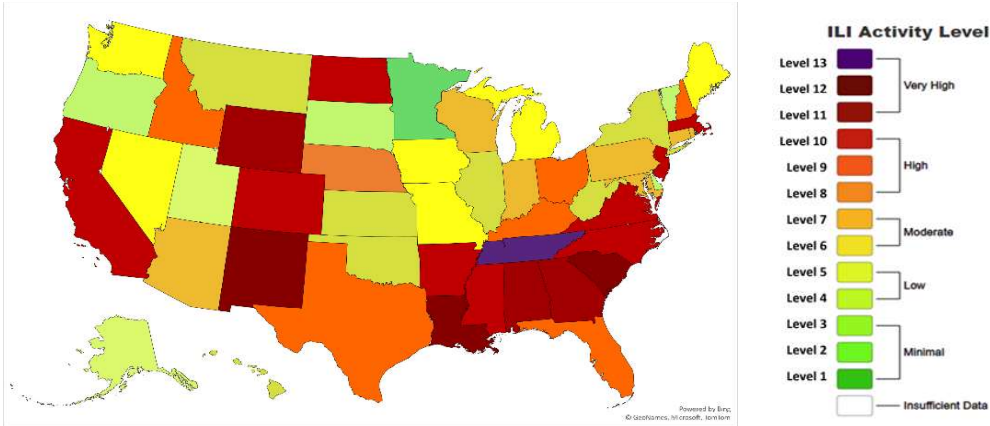 ILI Activity Level
Level 13
Level 12
Very High
Level 11
Level 10
Level 9
High
Level 8
Level 7
Moderate
Level 6
Level 5
Low
Level 4
Level 3
Level 2
Minimal
Level 1
Insufficient Data
Powered by Bing
© GeoNames, Microsoft, TomTom